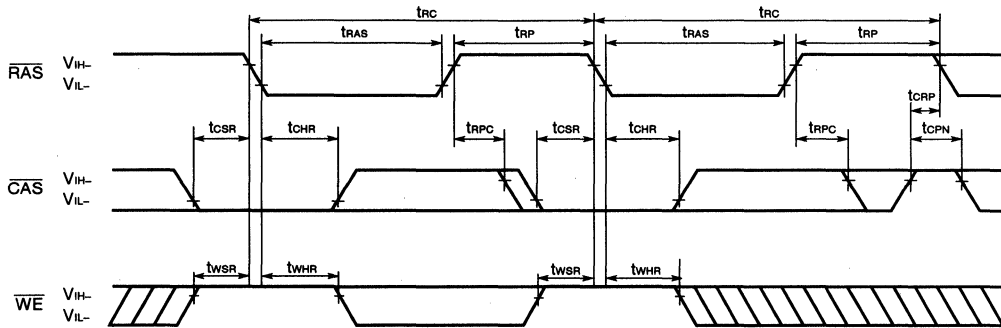 tRC tRC
tRAS tRP tRAS tRP
RAS VIH–
VIL–
tCRP
tCSR tCHR tRPC tCSR tCHR tRPC tCPN
CAS VIH–
VIL–
tWSR tWHR tWSR tWHR
WE VIH–
VIL–